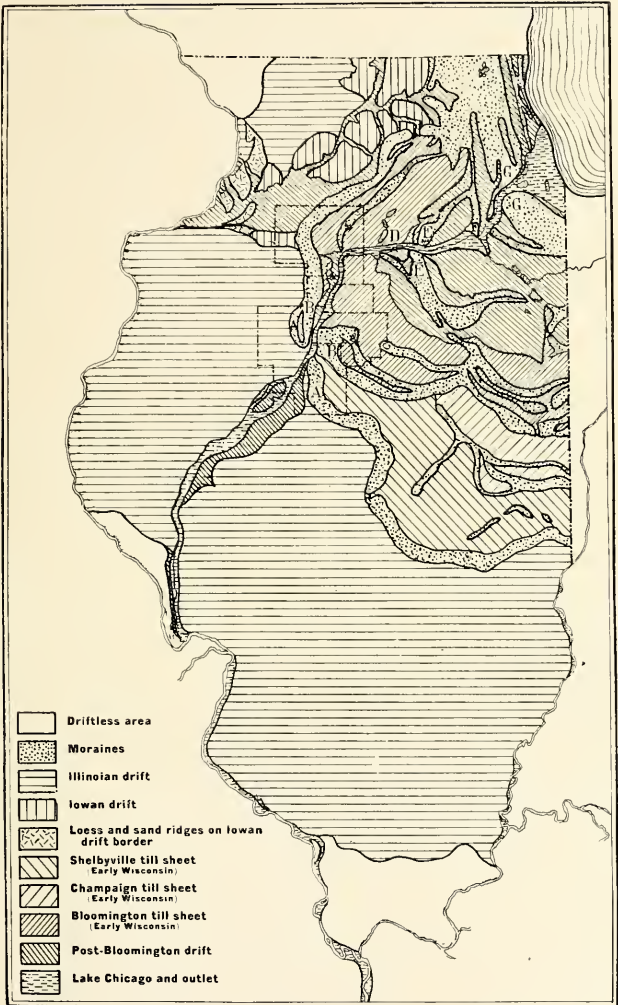 D
E
G
G
Driftless area
Moraines
Illinoian drift
Iowan drift
Loess and sand ridges on Iowan
drift border
Shelbyville till sheet
(Early Wisconsin)
Champaign till sheet
(Early Wisconsin)
Bloomington till sheet
(Early Wisconsin)
Post-Bloomington drift
Lake Chicago and outlet